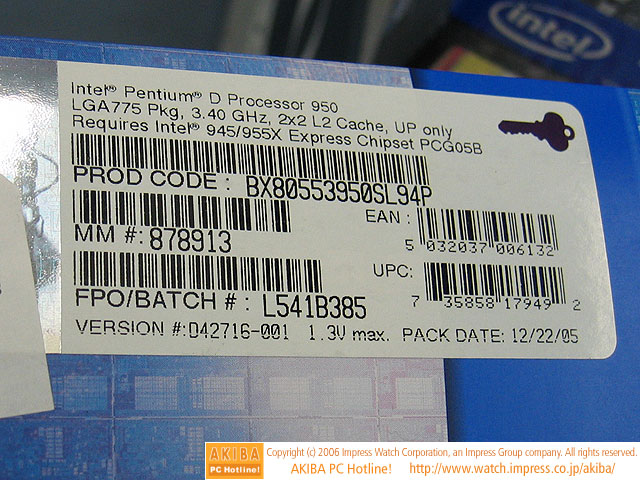 intel
Intel® Pentium® D Processor 950
LGA775 Pkg, 3.40 GHz, 2x2 L2 Cache, UP only
Requires Intel® 945/955X Express Chipset PCG05B
PROD CODE : BX80553950SL94P
EAN :
5 032037 006132
MM #: 878913
UPC:
7 35858 17949 2
FPO/BATCH # : L541B385
VERSION #:D42716-001 1.3V max. PACK DATE: 12/22/05
AKIBA
PC Hotline!
Copyright (c) 2006 Impress Watch Corporation, an Impress Group company. All rights reserved.
AKIBA PC Hotline! http://www.watch.impress.co.jp/akiba/